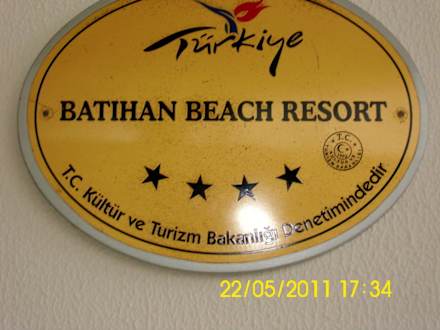 Türkiye
BATIHAN BEACH RESORT
T.C.
T.C. Kültür ve Turizm Bakanlığı Denetimindedir
22/05/2011 17:34